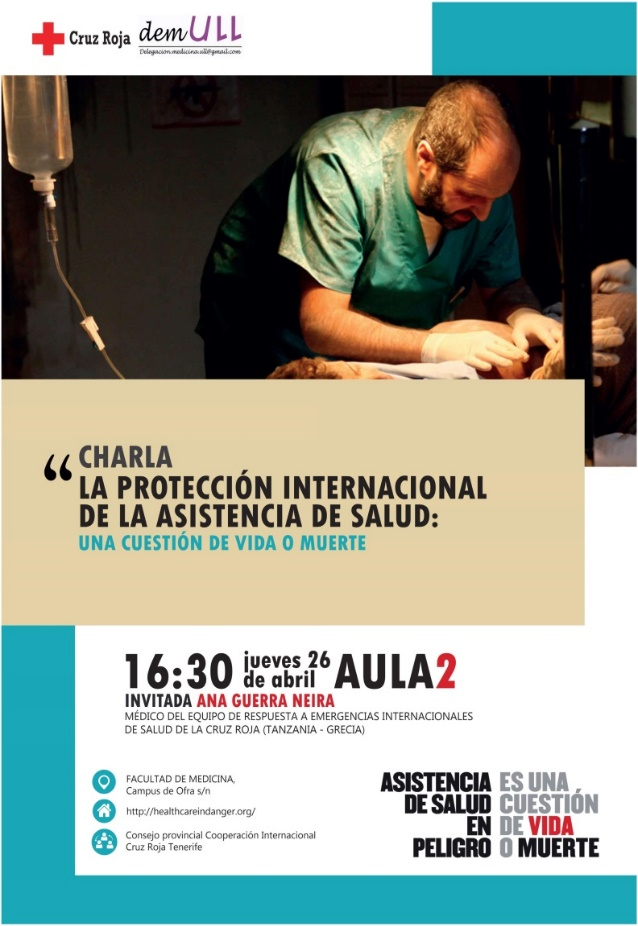 Cruz Roja
demULL
Delegacion.medicina.ull@gmail.com
“
CHARLA
LA PROTECCIÓN INTERNACIONAL
DE LA ASISTENCIA DE SALUD:
UNA CUESTIÓN DE VIDA O MUERTE
16:30 jueves 26 de abril AULA2
INVITADA ANA GUERRA NEIRA
MÉDICO DEL EQUIPO DE RESPUESTA A EMERGENCIAS INTERNACIONALES
DE SALUD DE LA CRUZ ROJA (TANZANIA - GRECIA)
FACULTAD DE MEDICINA,
Campus de Ofra s/n
http://healthcareindanger.org/
Consejo provincial Cooperación Internacional
Cruz Roja Tenerife
ASISTENCIA ES UNA
DE SALUD CUESTIÓN
EN DE VIDA
PELIGRO O MUERTE